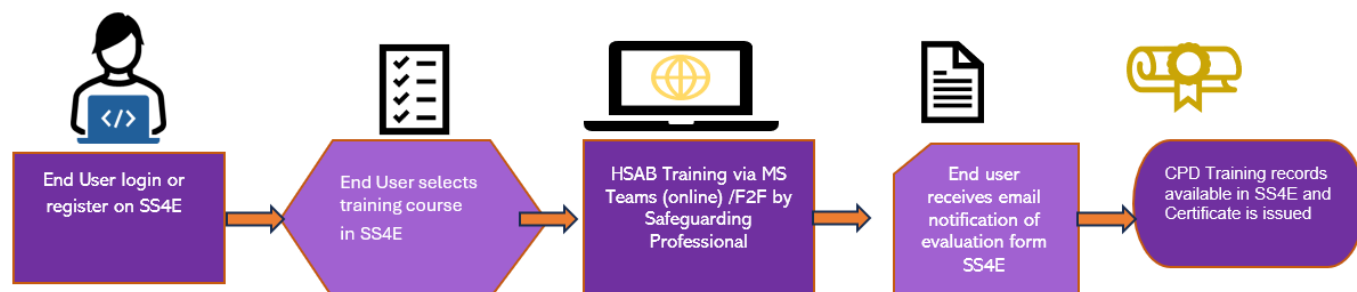 </>
End User login or
register on SS4E
End User selects
training course
in SS4E
HSAB Training via MS
Teams (online) /F2F by
Safeguarding
Professional
End user
receives email
notification of
evaluation form
SS4E
CPD Training records
available in SS4E and
Certificate is issued